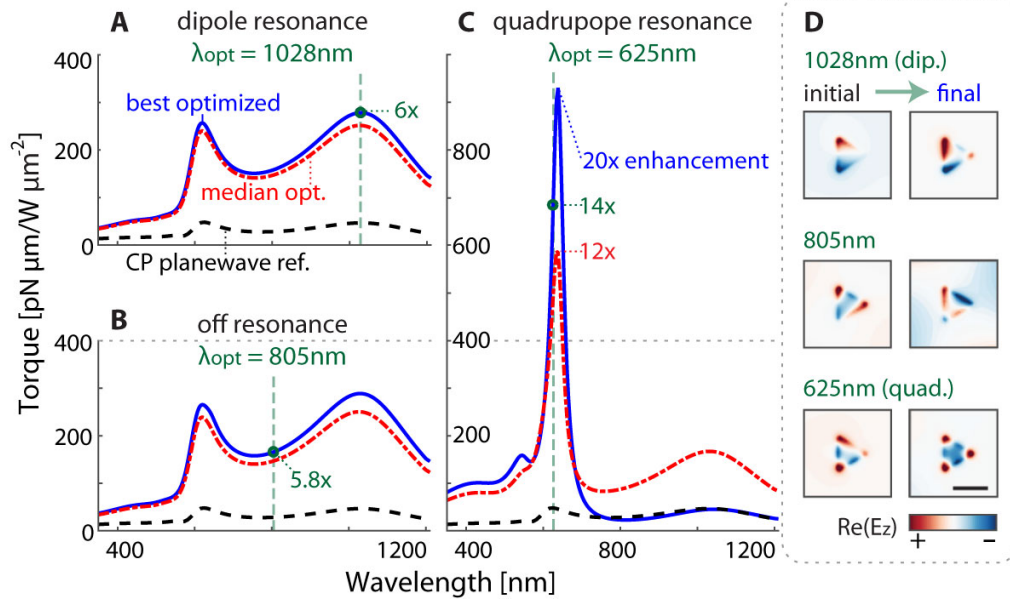 A dipole resonance
λopt = 1028nm
400
best optimized
6x
200
median opt.
0
CP planewave ref.
B
off resonance
400
λopt = 805nm
200
5.8x
0
400
1200
C quadrupope resonance
λopt = 625nm
800
20x enhancement
14x
600
12x
400
200
0
400
800
1200
Torque [pN μm/W μm⁻²]
Wavelength [nm]
D
1028nm (dip.)
initial final
805nm
625nm (quad.)
Re(Ez)
+ −